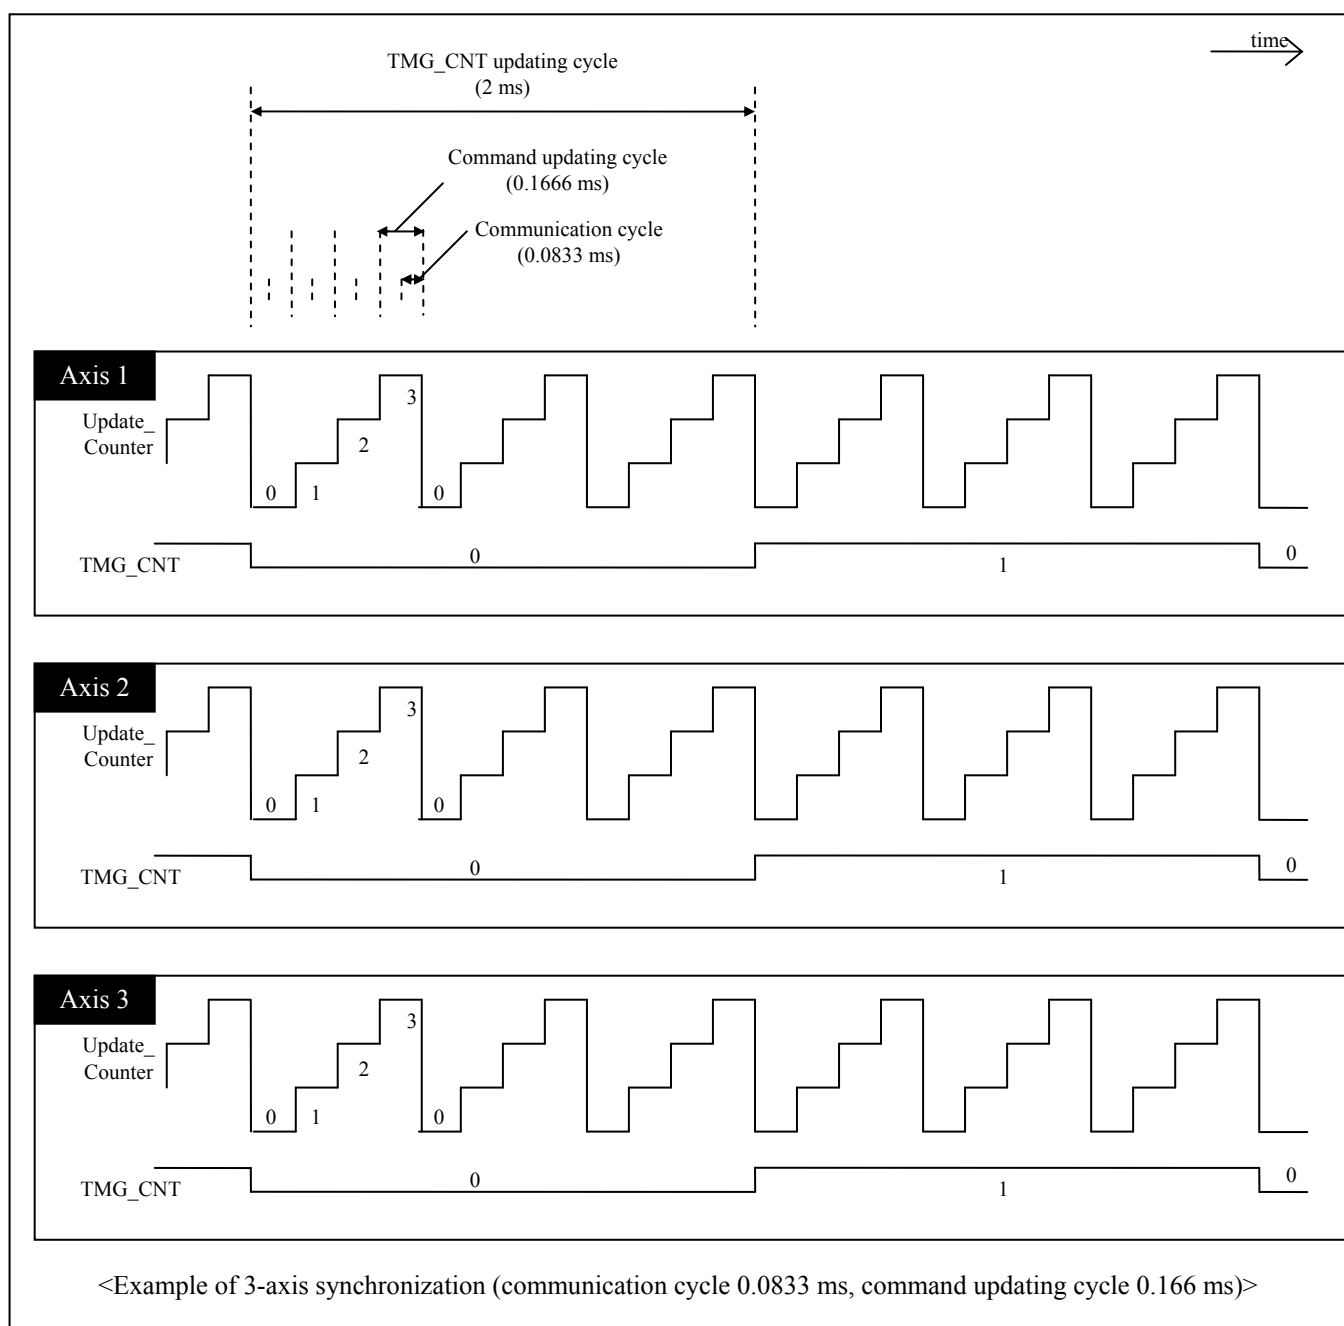 time
TMG_CNT updating cycle
(2 ms)
Command updating cycle
(0.1666 ms)
Communication cycle
(0.0833 ms)
Axis 1
Update_
Counter
3
2
0 1 0
TMG_CNT
0 1 0
Axis 2
Update_
Counter
3
2
0 1 0
TMG_CNT
0 1 0
Axis 3
Update_
Counter
3
2
0 1 0
TMG_CNT
0 1 0
<Example of 3-axis synchronization (communication cycle 0.0833 ms, command updating cycle 0.166 ms)>